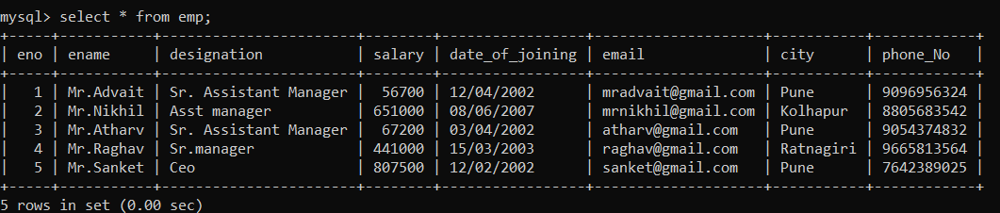 mysql> select * from emp;
+-----+-----------+----------------------+--------+-----------------+---------------------+-----------+------------+
| eno | ename     | designation          | salary | date_of_joining | email               | city      | phone_No   |
+-----+-----------+----------------------+--------+-----------------+---------------------+-----------+------------+
|   1 | Mr.Advait | Sr. Assistant Manager |  56700 | 12/04/2002      | mradvait@gmail.com  | Pune      | 9096956324 |
|   2 | Mr.Nikhil | Asst manager         | 651000 | 08/06/2007      | mrnikhil@gmail.com  | Kolhapur  | 8805683542 |
|   3 | Mr.Atharv | Sr. Assistant Manager |  67200 | 03/04/2002      | atharv@gmail.com    | Pune      | 9054374832 |
|   4 | Mr.Raghav | Sr.manager           | 441000 | 15/03/2003      | raghav@gmail.com    | Ratnagiri | 9665813564 |
|   5 | Mr.Sanket | Ceo                  | 807500 | 12/02/2002      | sanket@gmail.com    | Pune      | 7642389025 |
+-----+-----------+----------------------+--------+-----------------+---------------------+-----------+------------+
5 rows in set (0.00 sec)